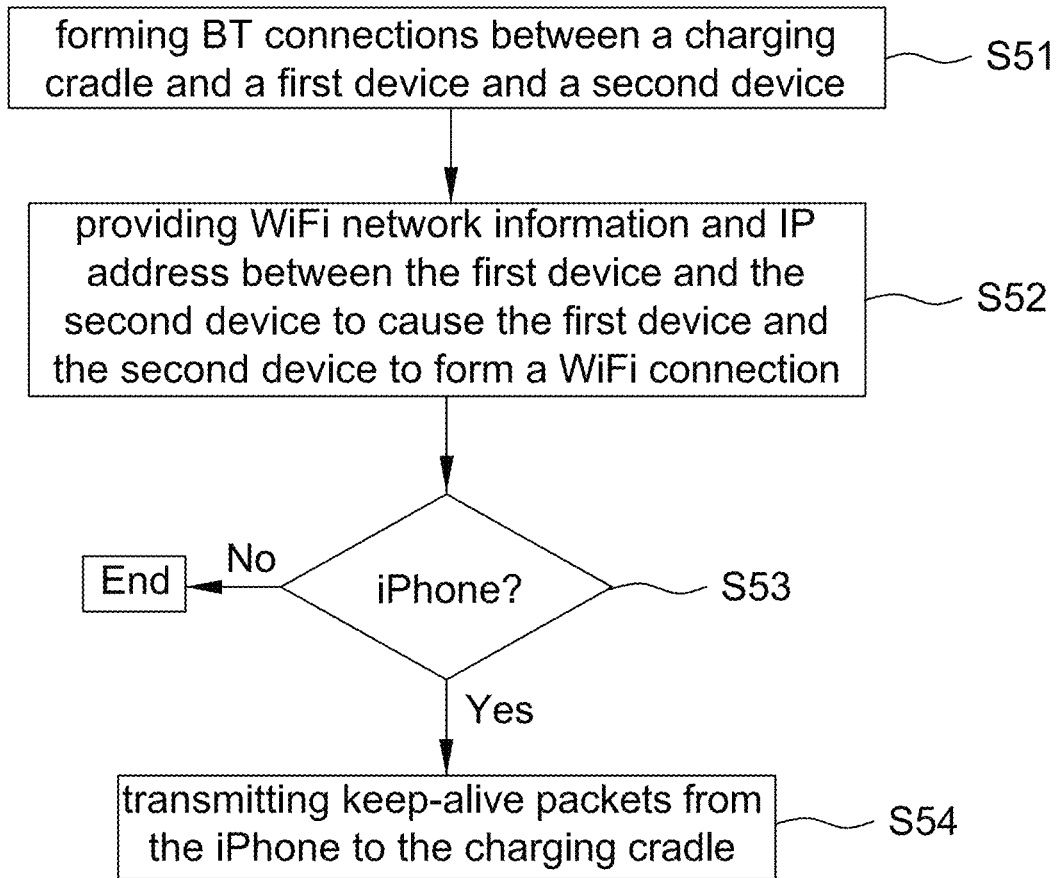 forming BT connections between a charging
cradle and a first device and a second device
S51
providing WiFi network information and IP
address between the first device and the
second device to cause the first device and
the second device to form a WiFi connection
S52
No
End
iPhone?
S53
Yes
transmitting keep-alive packets from
the iPhone to the charging cradle
S54